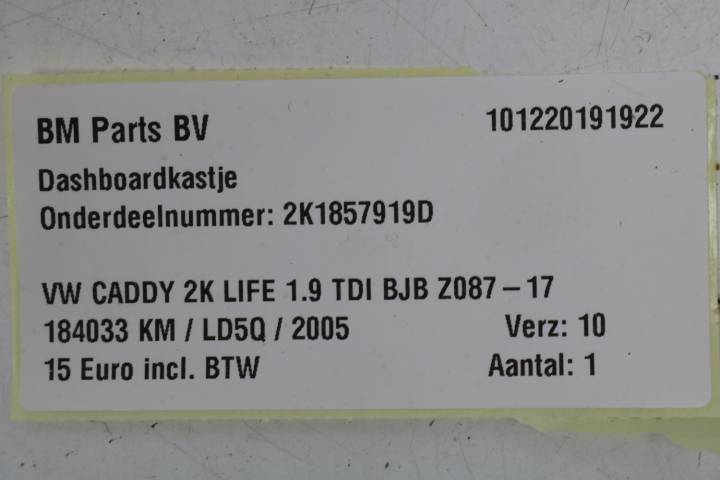 BM Parts BV 101220191922
Dashboardkastje
Onderdeelnummer: 2K1857919D
VW CADDY 2K LIFE 1.9 TDI BJB Z087-17
184033 KM / LD5Q / 2005 Verz: 10
15 Euro incl. BTW Aantal: 1